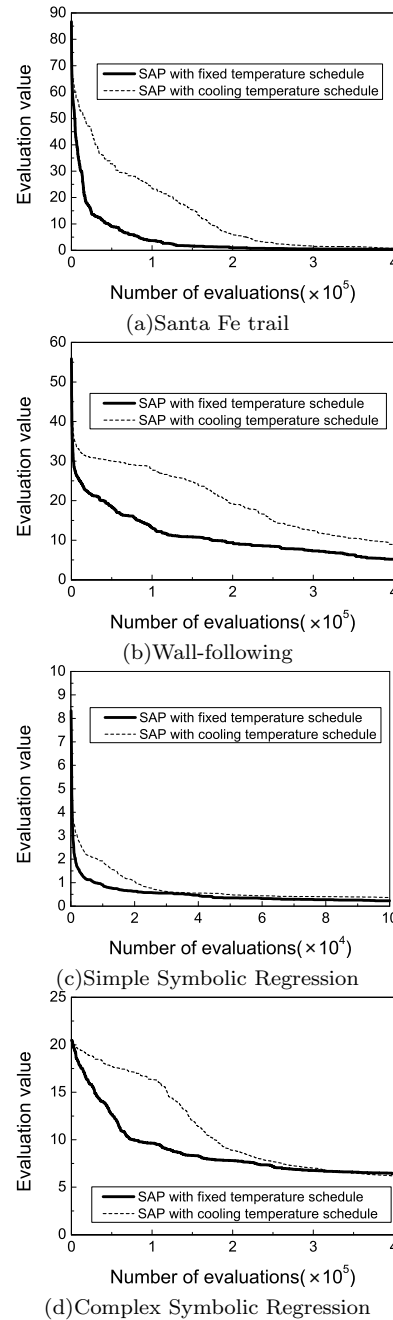 90
80
70
60
50
40
30
20
10
0
Evaluation value
SAP with fixed temperature schedule
SAP with cooling temperature schedule
0 1 2 3 4
Number of evaluations(×10⁵)
(a)Santa Fe trail
60
50
40
30
20
10
0
Evaluation value
SAP with fixed temperature schedule
SAP with cooling temperature schedule
0 1 2 3 4
Number of evaluations(×10⁵)
(b)Wall-following
10
9
8
7
6
5
4
3
2
1
0
Evaluation value
SAP with fixed temperature schedule
SAP with cooling temperature schedule
0 2 4 6 8 10
Number of evaluations(×10⁴)
(c)Simple Symbolic Regression
25
20
15
10
5
0
Evaluation value
SAP with fixed temperature schedule
SAP with cooling temperature schedule
0 1 2 3 4
Number of evaluations(×10⁵)
(d)Complex Symbolic Regression